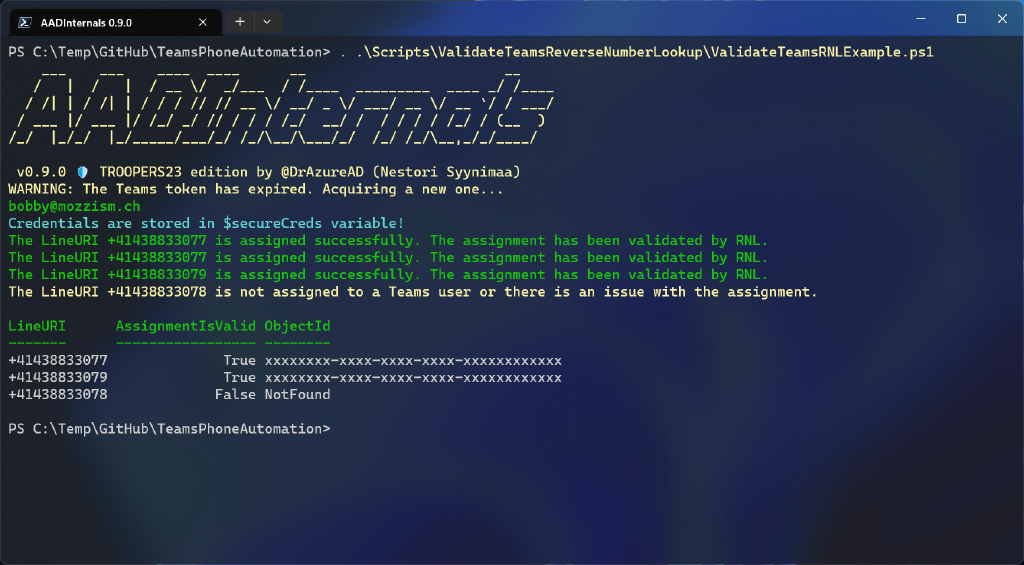 AADInternals 0.9.0
PS C:\Temp\GitHub\TeamsPhoneAutomation> . .\Scripts\ValidateTeamsReverseNumberLookup\ValidateTeamsRNLExample.ps1
AADInternals
v0.9.0 🛡 TROOPERS23 edition by @DrAzureAD (Nestori Syynimaa)
WARNING: The Teams token has expired. Acquiring a new one...
bobby@mozzism.ch
Credentials are stored in $secureCreds variable!
The LineURI +41438833077 is assigned successfully. The assignment has been validated by RNL.
The LineURI +41438833077 is assigned successfully. The assignment has been validated by RNL.
The LineURI +41438833079 is assigned successfully. The assignment has been validated by RNL.
The LineURI +41438833078 is not assigned to a Teams user or there is an issue with the assignment.
LineURI AssignmentIsValid ObjectId
------- ----------------- --------
+41438833077 True xxxxxxxx-xxxx-xxxx-xxxx-xxxxxxxxxxxx
+41438833079 True xxxxxxxx-xxxx-xxxx-xxxx-xxxxxxxxxxxx
+41438833078 False NotFound
PS C:\Temp\GitHub\TeamsPhoneAutomation>